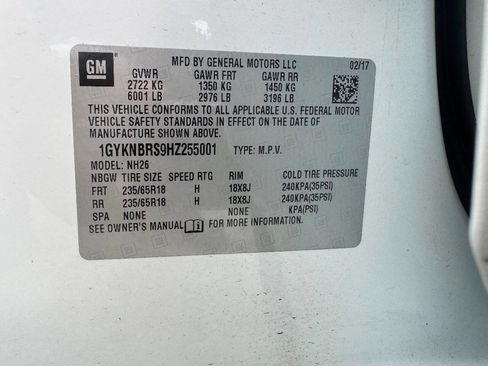 GM
MFD BY GENERAL MOTORS LLC 02/17
GVWR GAWR FRT GAWR RR
2722 KG 1350 KG 1450 KG
6001 LB 2976 LB 3196 LB
THIS VEHICLE CONFORMS TO ALL APPLICABLE U.S. FEDERAL MOTOR
VEHICLE SAFETY STANDARDS IN EFFECT ON THE DATE OF
MANUFACTURE SHOWN ABOVE.
1GYKNBRS9HZ255001 TYPE: M.P.V.
MODEL: NH26
NBGW TIRE SIZE SPEED RTG RIM COLD TIRE PRESSURE
FRT 235/65R18 H 18X8J 240KPA(35PSI)
RR 235/65R18 H 18X8J 240KPA(35PSI)
SPA NONE NONE KPA(PSI)
SEE OWNER'S MANUAL FOR MORE INFORMATION.